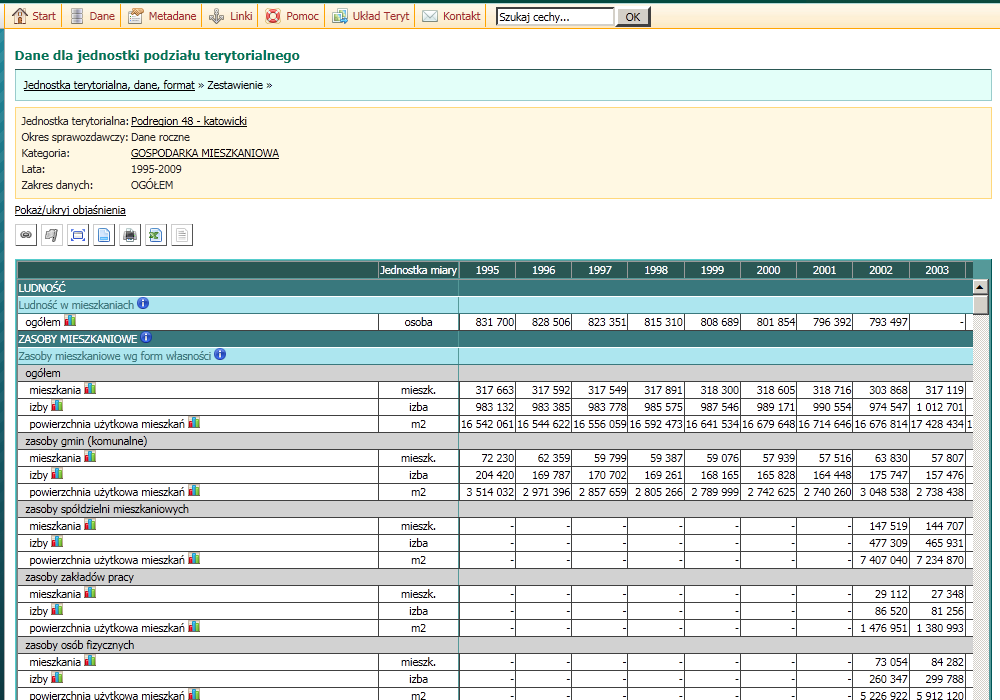 Start Dane Metadane Linki Pomoc Układ Teryt Kontakt Szukaj cechy... OK
Dane dla jednostki podziału terytorialnego
Jednostka terytorialna, dane, format » Zestawienie »
Jednostka terytorialna: Podregion 48 - katowicki
Okres sprawozdawczy: Dane roczne
Kategoria: GOSPODARKA MIESZKANIOWA
Lata: 1995-2009
Zakres danych: OGÓŁEM
Pokaż/ukryj objaśnienia
Jednostka miary 1995 1996 1997 1998 1999 2000 2001 2002 2003
LUDNOŚĆ
Ludność w mieszkaniach
ogółem osoba 831 700 828 506 823 351 815 310 808 689 801 854 796 392 793 497 -
ZASOBY MIESZKANIOWE
Zasoby mieszkaniowe wg form własności
ogółem
mieszkania mieszk. 317 663 317 592 317 549 317 891 318 300 318 605 318 716 303 868 317 119
izby izba 983 132 983 385 983 778 985 575 987 546 989 171 990 554 974 547 1 012 701
powierzchnia użytkowa mieszkań m2 16 542 061 16 544 622 16 556 059 16 592 473 16 641 534 16 679 648 16 714 646 16 676 814 17 428 434 1
zasoby gmin (komunalne)
mieszkania mieszk. 72 230 62 359 59 799 59 387 59 076 57 939 57 516 63 830 57 807
izby izba 204 420 169 787 170 702 169 261 168 165 165 828 164 448 175 747 157 476
powierzchnia użytkowa mieszkań m2 3 514 032 2 971 396 2 857 659 2 805 266 2 789 999 2 742 625 2 740 260 3 048 538 2 738 438
zasoby spółdzielni mieszkaniowych
mieszkania mieszk. - - - - - - - 147 519 144 707
izby izba - - - - - - - 477 309 465 931
powierzchnia użytkowa mieszkań m2 - - - - - - - 7 407 040 7 234 870
zasoby zakładów pracy
mieszkania mieszk. - - - - - - - 29 112 27 348
izby izba - - - - - - - 86 520 81 256
powierzchnia użytkowa mieszkań m2 - - - - - - - 1 476 951 1 380 993
zasoby osób fizycznych
mieszkania mieszk. - - - - - - - 73 054 84 282
izby izba - - - - - - - 260 347 299 788
powierzchnia użytkowa mieszkań m2 - - - - - - - 5 226 922 5 912 120